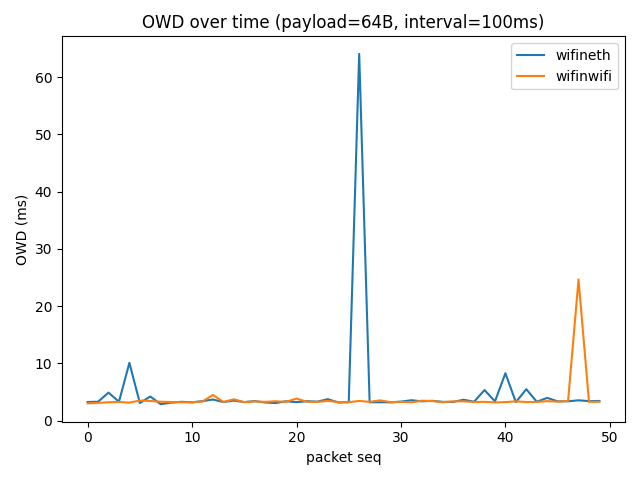 OWD over time (payload=64B, interval=100ms)
wifineth
wifinwifi
OWD (ms)
60
50
40
30
20
10
0
0 10 20 30 40 50
packet seq